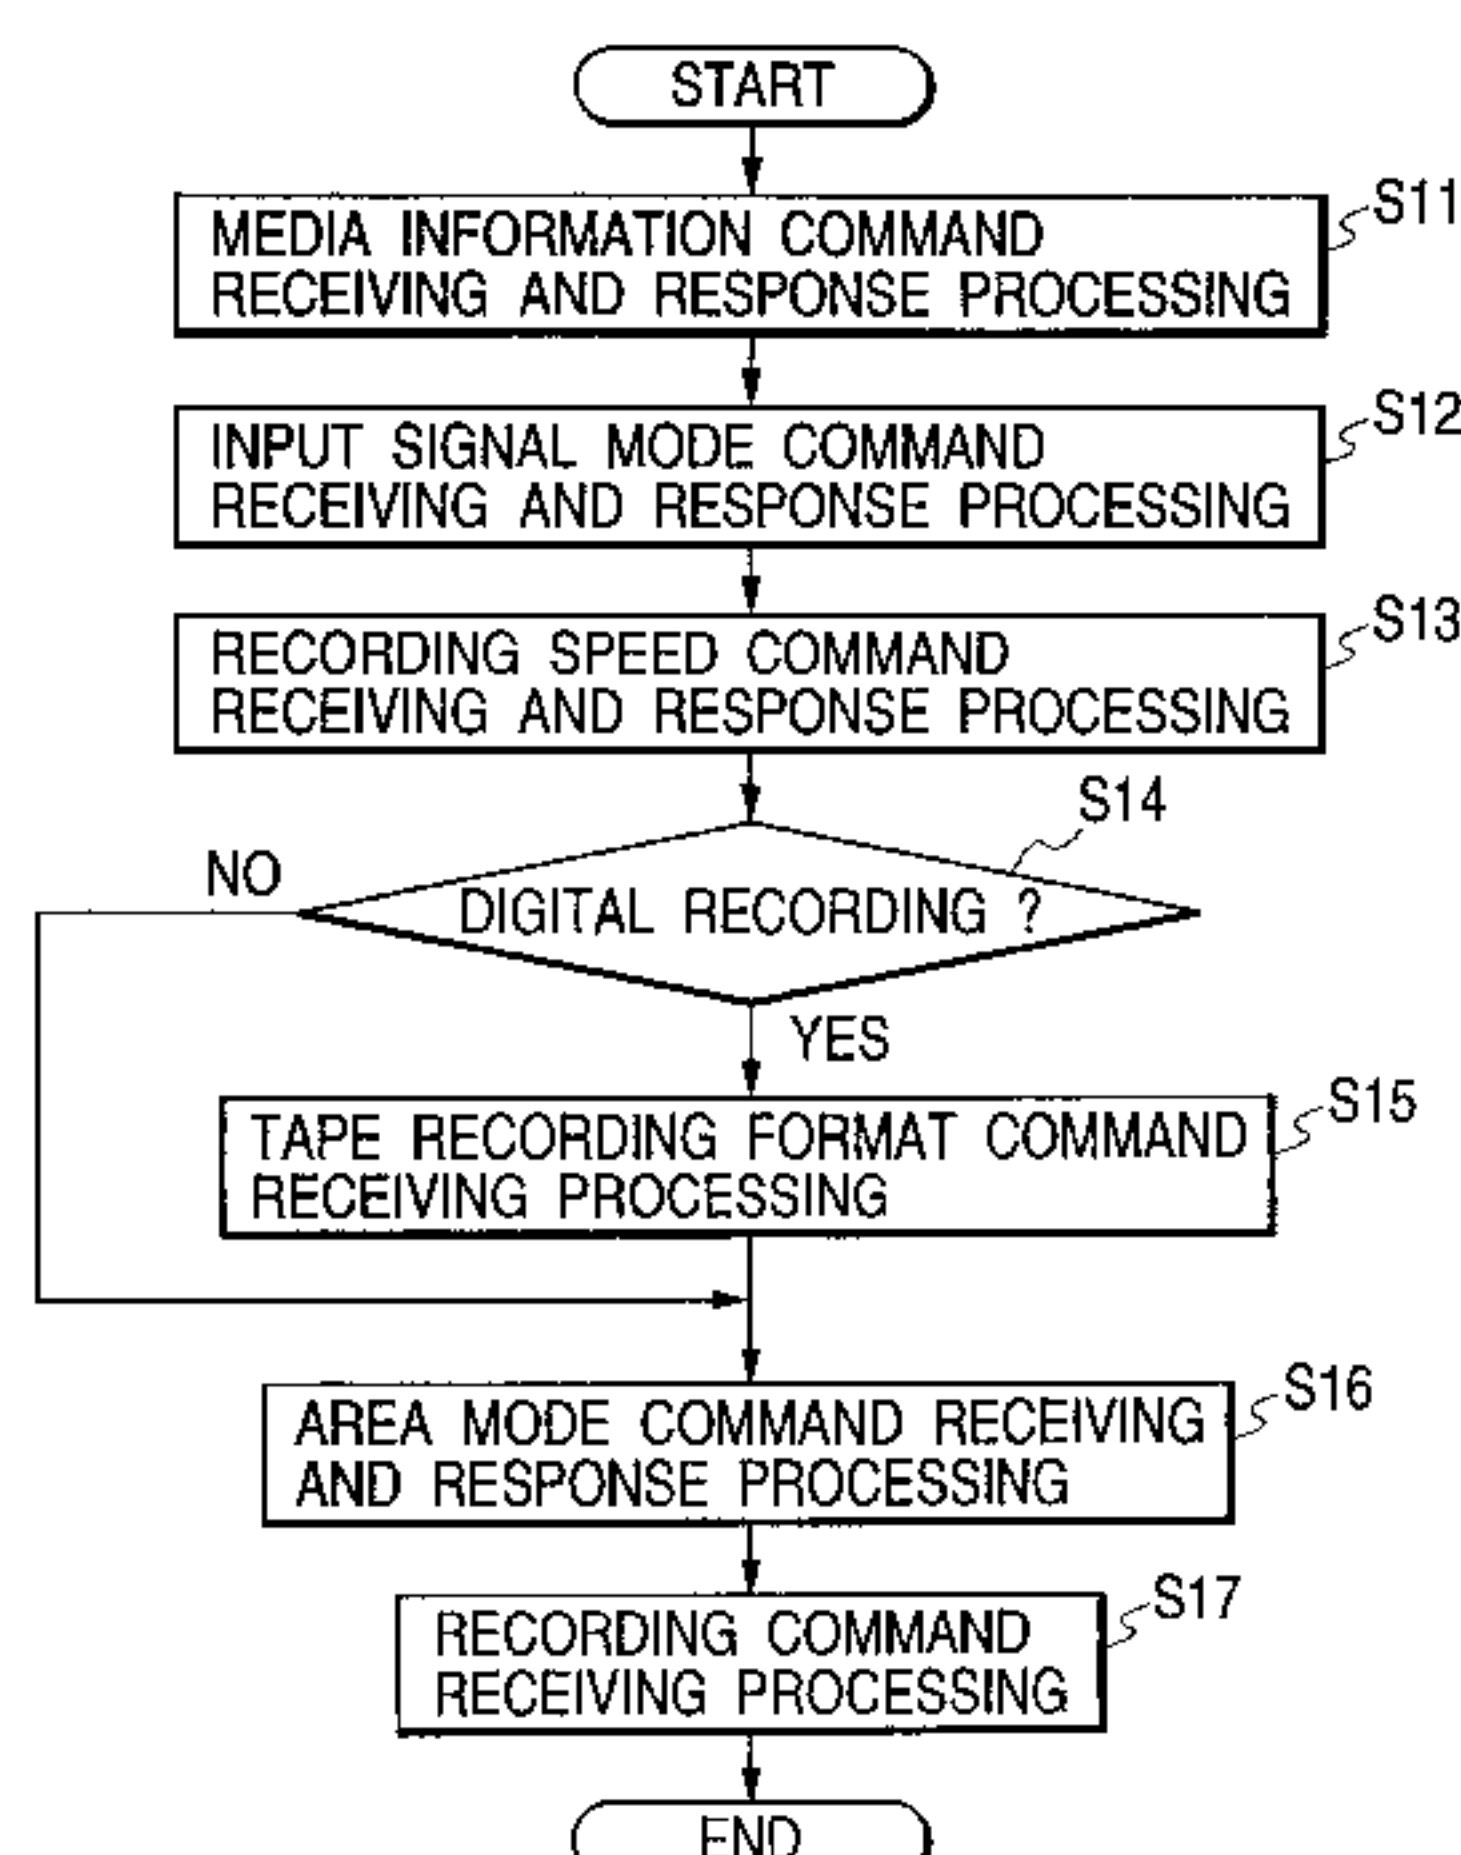 START
S11
MEDIA INFORMATION COMMAND
RECEIVING AND RESPONSE PROCESSING
S12
INPUT SIGNAL MODE COMMAND
RECEIVING AND RESPONSE PROCESSING
S13
RECORDING SPEED COMMAND
RECEIVING AND RESPONSE PROCESSING
S14
NO
DIGITAL RECORDING ?
YES
S15
TAPE RECORDING FORMAT COMMAND
RECEIVING PROCESSING
S16
AREA MODE COMMAND RECEIVING
AND RESPONSE PROCESSING
S17
RECORDING COMMAND
RECEIVING PROCESSING
END